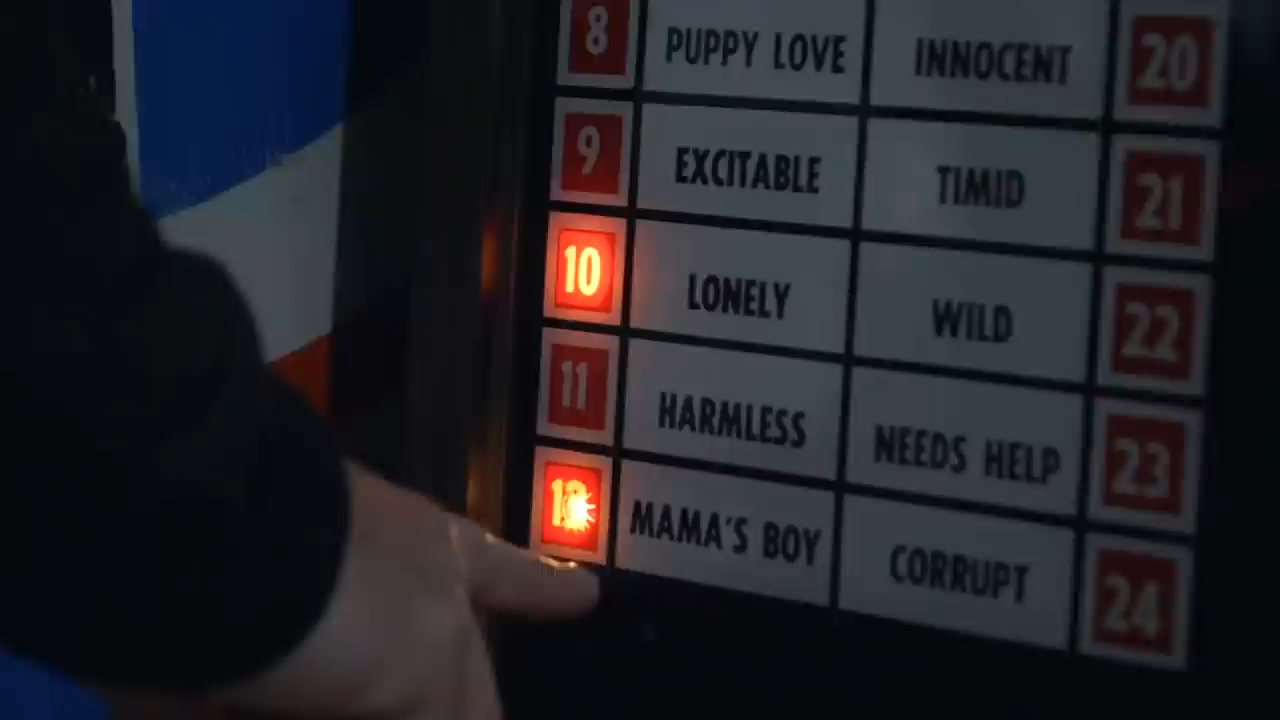 8 PUPPY LOVE INNOCENT 20
9 EXCITABLE TIMID 21
10 LONELY WILD 22
11 HARMLESS NEEDS HELP 23
12 MAMA'S BOY CORRUPT 24